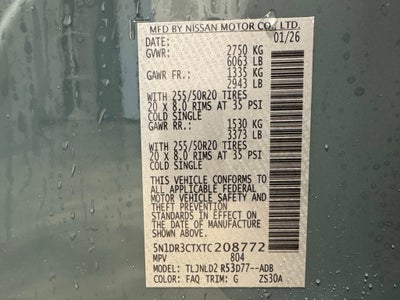 MFD BY NISSAN MOTOR CO., LTD.
DATE: 01/26
GVWR: 2750 KG
6063 LB
GAWR FR.: 1335 KG
2943 LB
WITH 255/50R20 TIRES
20 X 8.0 RIMS AT 35 PSI
COLD SINGLE
GAWR RR.: 1530 KG
3373 LB
WITH 255/50R20 TIRES
20 X 8.0 RIMS AT 35 PSI
COLD SINGLE
THIS VEHICLE CONFORMS TO
ALL APPLICABLE FEDERAL
MOTOR VEHICLE SAFETY AND
THEFT PREVENTION
STANDARDS IN EFFECT ON
THE DATE OF MANUFACTURE
SHOWN ABOVE.
5N1DR3CTXTC208772
MPV 804
MODEL: TLJNLD2 R53D77--ADB
COLOR: FAQ TRIM: G ZS30A